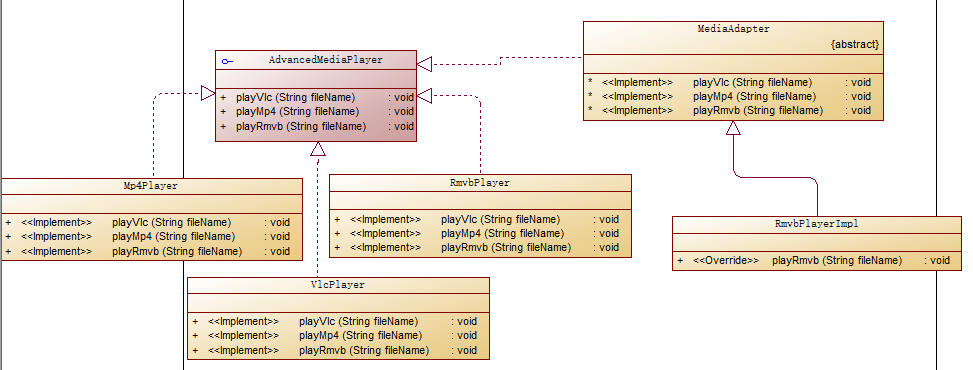 MediaAdapter
{abstract}
* <<Implement>> playVlc (String fileName) : void
* <<Implement>> playMp4 (String fileName) : void
* <<Implement>> playRmvb (String fileName) : void
AdvancedMediaPlayer
+ playVlc (String fileName) : void
+ playMp4 (String fileName) : void
+ playRmvb (String fileName) : void
Mp4Player
+ <<Implement>> playVlc (String fileName) : void
+ <<Implement>> playMp4 (String fileName) : void
+ <<Implement>> playRmvb (String fileName) : void
RmvbPlayer
+ <<Implement>> playVlc (String fileName) : void
+ <<Implement>> playMp4 (String fileName) : void
+ <<Implement>> playRmvb (String fileName) : void
RmvbPlayerImpl
+ <<Override>> playRmvb (String fileName) : void
VlcPlayer
+ <<Implement>> playVlc (String fileName) : void
+ <<Implement>> playMp4 (String fileName) : void
+ <<Implement>> playRmvb (String fileName) : void